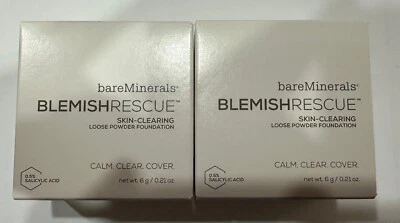 bareMinerals™
BLEMISHRESCUE™
SKIN-CLEARING
LOOSE POWDER FOUNDATION
CALM. CLEAR. COVER.
0.5%
SALICYLIC ACID
net wt. 6 g / 0.21 oz.
bareMinerals™
BLEMISHRESCUE™
SKIN-CLEARING
LOOSE POWDER FOUNDATION
CALM. CLEAR. COVER.
0.5%
SALICYLIC ACID
net wt. 6 g / 0.21 oz.